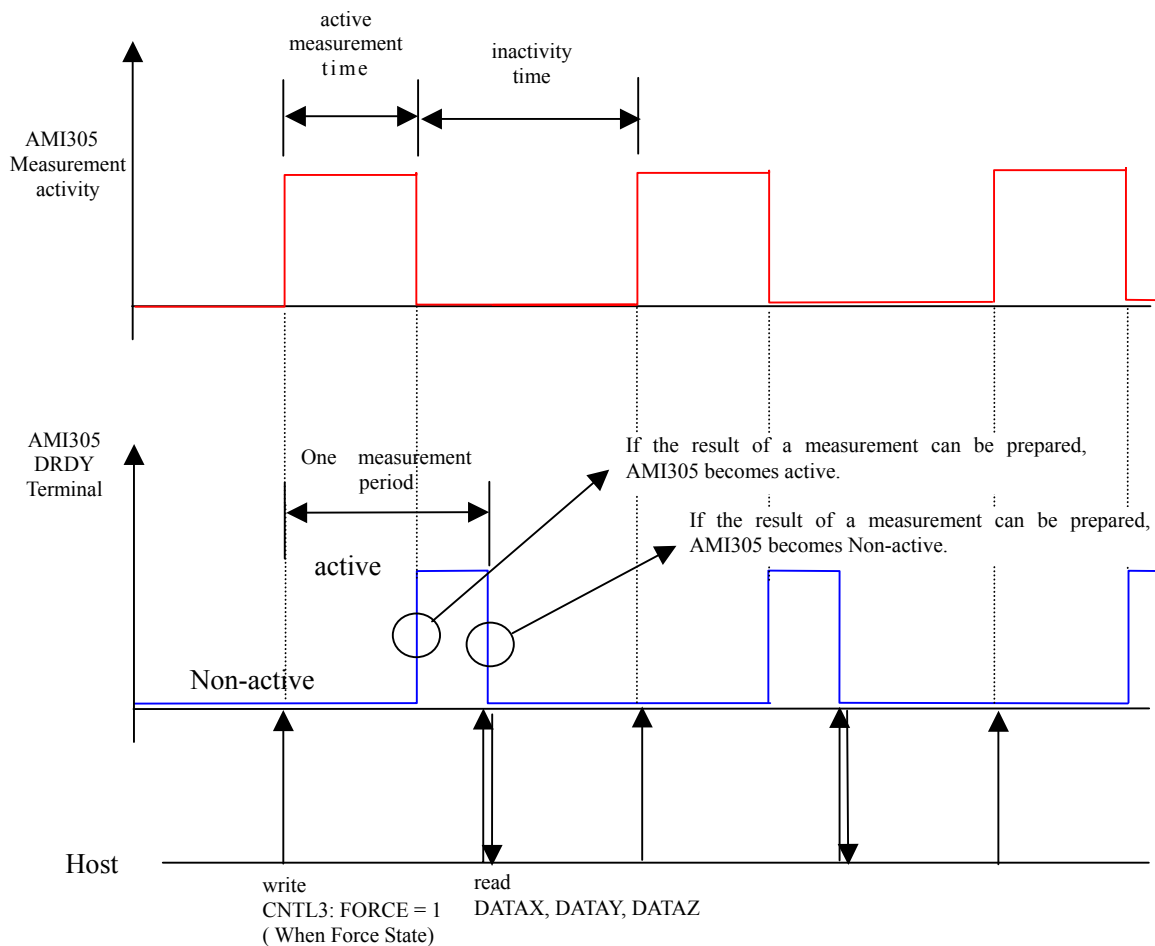 active
measurement
time
inactivity
time
AMI305
Measurement
activity
AMI305
DRDY
Terminal
One measurement
period
If the result of a measurement can be prepared,
AMI305 becomes active.
If the result of a measurement can be prepared,
AMI305 becomes Non-active.
active
Non-active
Host
write
CNTL3: FORCE = 1
( When Force State)
read
DATAX, DATAY, DATAZ